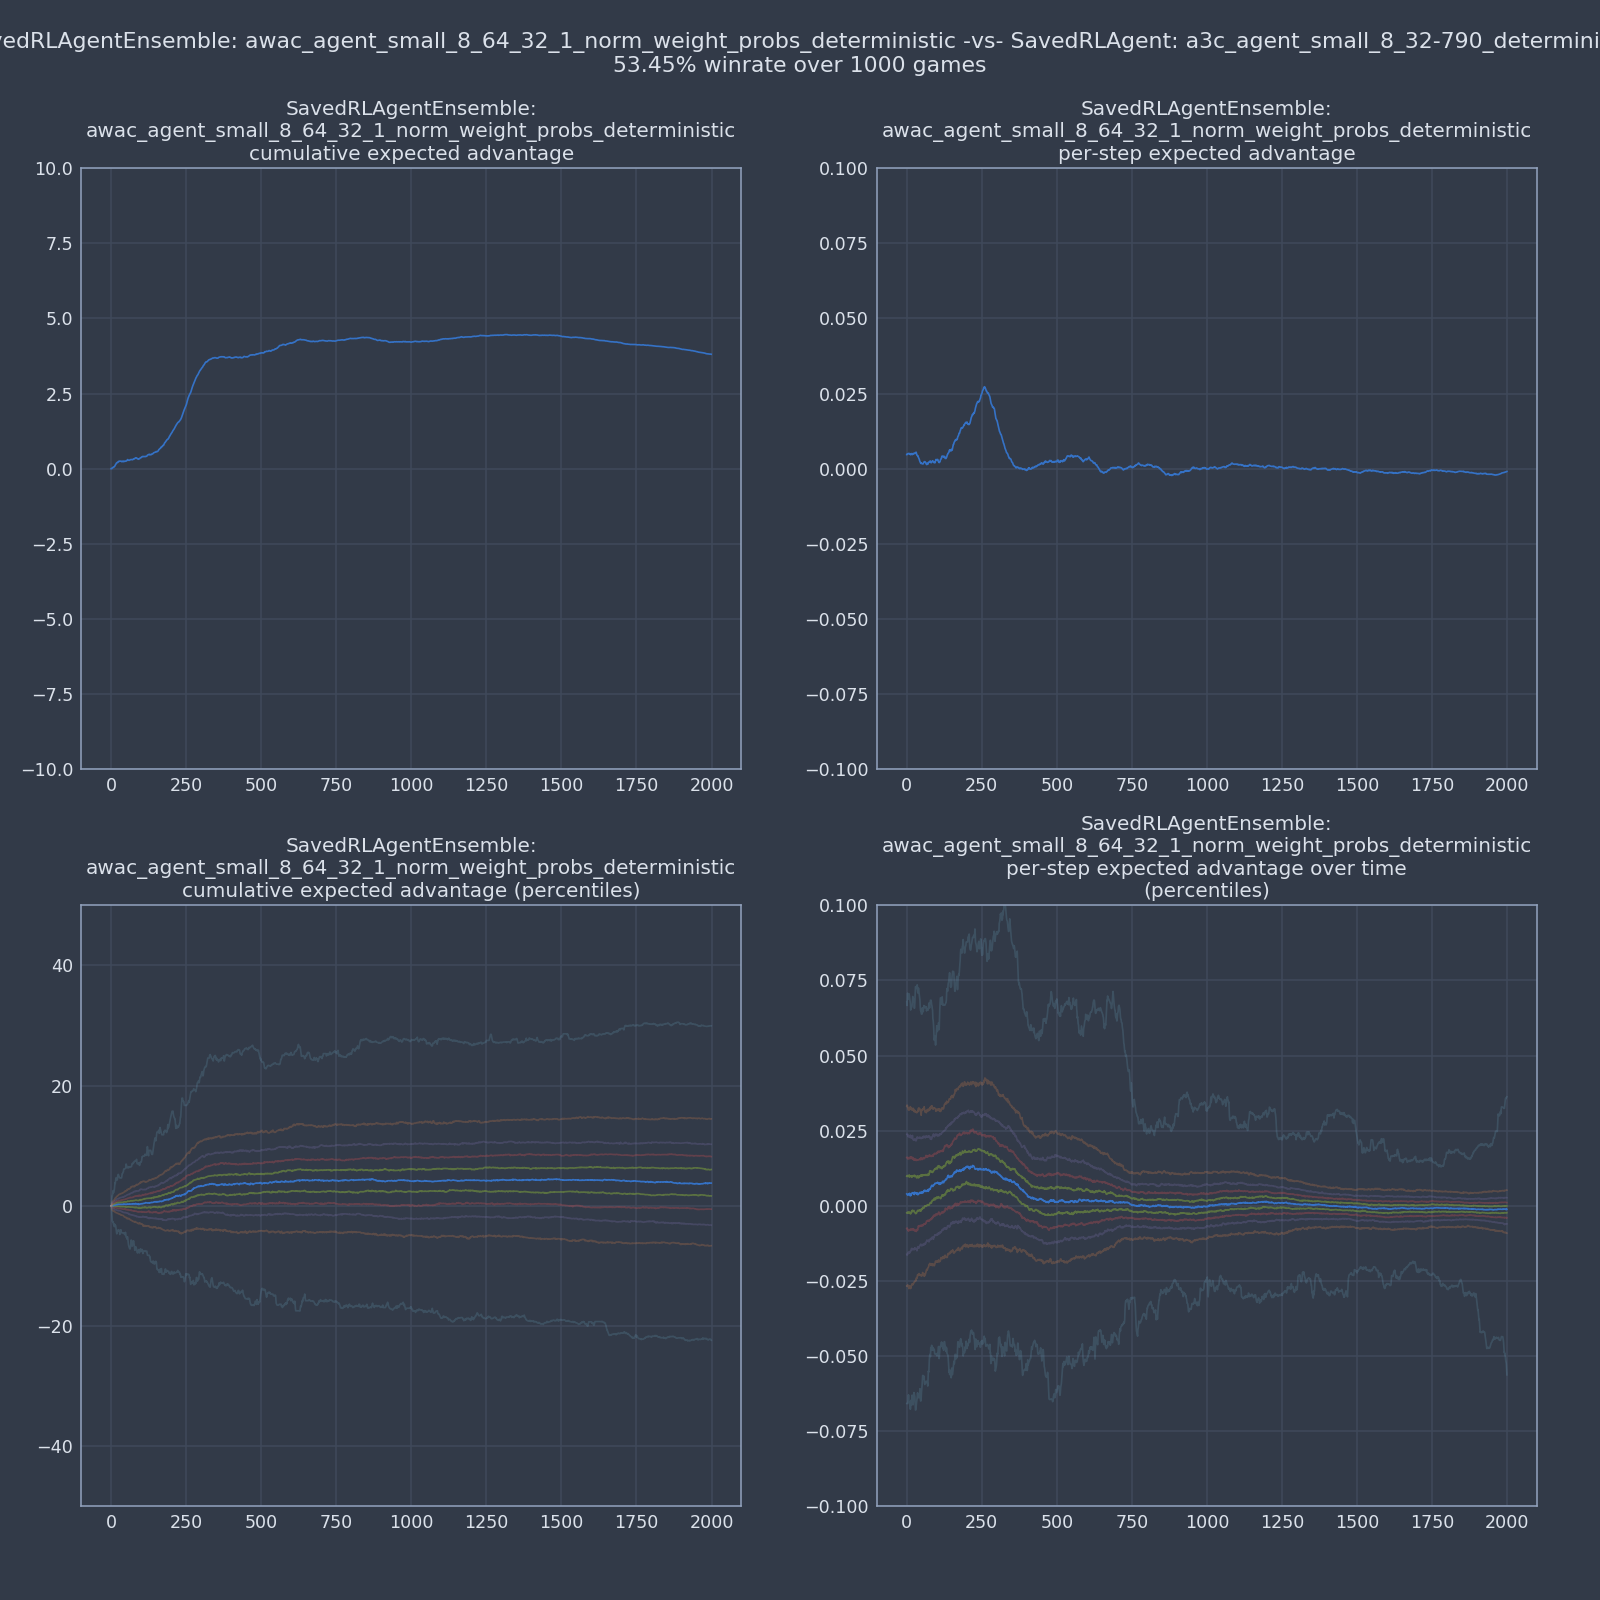 vedRLAgentEnsemble: awac_agent_small_8_64_32_1_norm_weight_probs_deterministic -vs- SavedRLAgent: a3c_agent_small_8_32-790_determini
53.45% winrate over 1000 games
SavedRLAgentEnsemble:
awac_agent_small_8_64_32_1_norm_weight_probs_deterministic
cumulative expected advantage
10.0
7.5
5.0
2.5
0.0
−2.5
−5.0
−7.5
−10.0
0 250 500 750 1000 1250 1500 1750 2000
SavedRLAgentEnsemble:
awac_agent_small_8_64_32_1_norm_weight_probs_deterministic
per-step expected advantage
0.100
0.075
0.050
0.025
0.000
−0.025
−0.050
−0.075
−0.100
0 250 500 750 1000 1250 1500 1750 2000
SavedRLAgentEnsemble:
awac_agent_small_8_64_32_1_norm_weight_probs_deterministic
cumulative expected advantage (percentiles)
40
20
0
−20
−40
0 250 500 750 1000 1250 1500 1750 2000
SavedRLAgentEnsemble:
awac_agent_small_8_64_32_1_norm_weight_probs_deterministic
per-step expected advantage over time
(percentiles)
0.100
0.075
0.050
0.025
0.000
−0.025
−0.050
−0.075
−0.100
0 250 500 750 1000 1250 1500 1750 2000